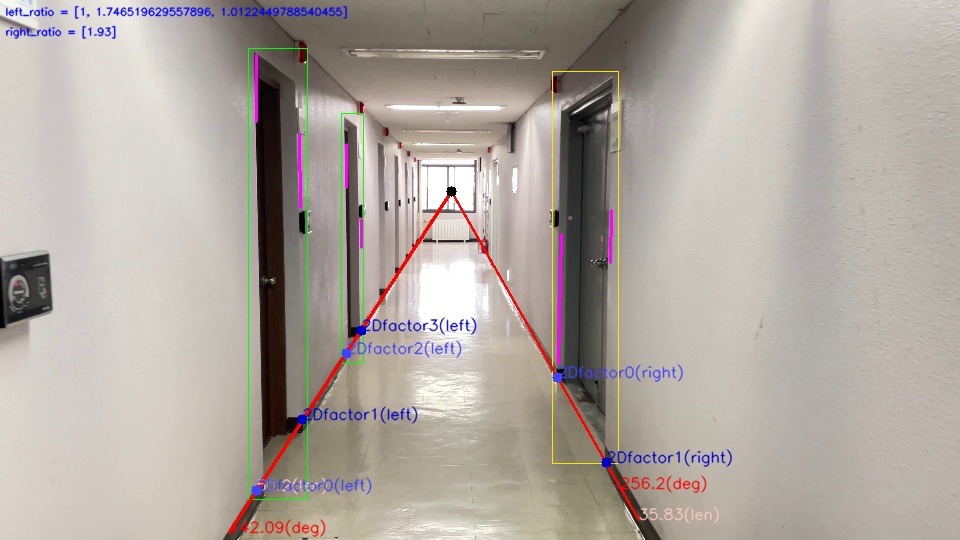 left_ratio = [1, 1.746519629557896, 1.0122449788540455]
right_ratio = [1.93]
2Dfactor3(left)
2Dfactor2(left)
2Dfactor0(right)
2Dfactor1(left)
2Dfactor1(right)
2Dfactor0(left)
256.2(deg)
35.83(len)
42.09(deg)